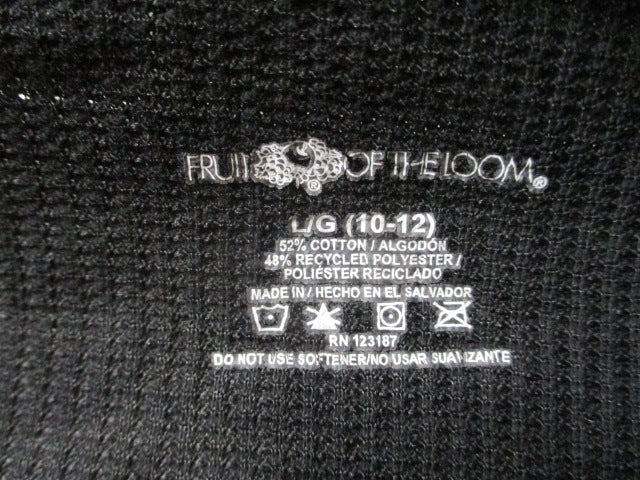 FRUIT OF THE LOOM®
L/G (10-12)
52% COTTON / ALGODÓN
48% RECYCLED POLYESTER /
POLIÉSTER RECICLADO
MADE IN / HECHO EN EL SALVADOR
RN 123187
DO NOT USE SOFTENER/NO USAR SUAVIZANTE